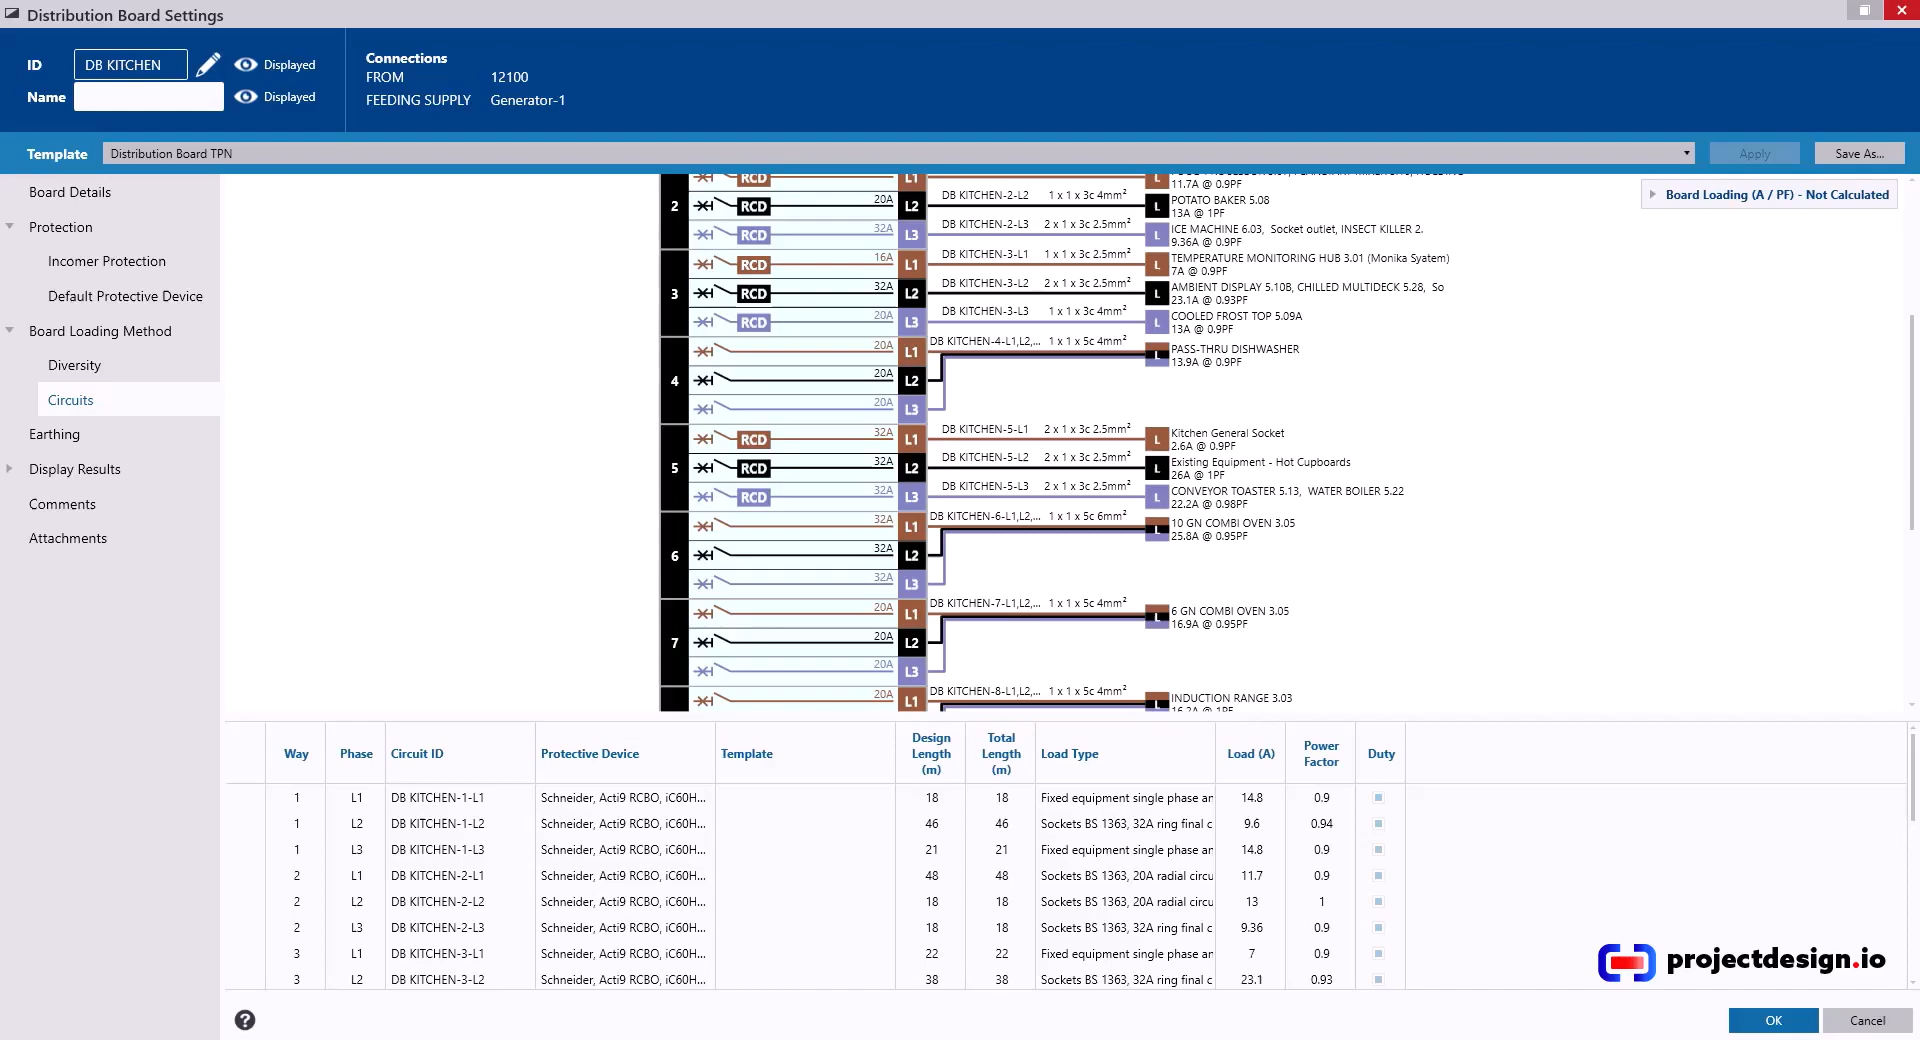 Distribution Board Settings
ID DB KITCHEN Displayed
Name Displayed
Connections
FROM 12100
FEEDING SUPPLY Generator-1
Template Distribution Board TPN Apply Save As...
Board Details
Protection
Incomer Protection
Default Protective Device
Board Loading Method
Diversity
Circuits
Earthing
Display Results
Comments
Attachments
Board Loading (A / PF) - Not Calculated
RCD L1 L
11.7A @ 0.9PF
2 20A RCD L2 DB KITCHEN-2-L2 1 x 1 x 3c 4mm² L POTATO BAKER 5.08
13A @ 1PF
32A RCD L3 DB KITCHEN-2-L3 2 x 1 x 3c 2.5mm² L ICE MACHINE 6.03, Socket outlet, INSECT KILLER 2.
9.36A @ 0.9PF
16A RCD L1 DB KITCHEN-3-L1 1 x 1 x 3c 2.5mm² L TEMPERATURE MONITORING HUB 3.01 (Monika Syatem)
7A @ 0.9PF
3 32A RCD L2 DB KITCHEN-3-L2 2 x 1 x 3c 2.5mm² L AMBIENT DISPLAY 5.10B, CHILLED MULTIDECK 5.28, So
23.1A @ 0.93PF
20A RCD L3 DB KITCHEN-3-L3 1 x 1 x 3c 4mm² L COOLED FROST TOP 5.09A
13A @ 0.9PF
20A L1 DB KITCHEN-4-L1,L2,... 1 x 1 x 5c 4mm² L PASS-THRU DISHWASHER
13.9A @ 0.9PF
4 20A L2
20A L3
32A RCD L1 DB KITCHEN-5-L1 2 x 1 x 3c 2.5mm² L Kitchen General Socket
2.6A @ 0.9PF
5 32A RCD L2 DB KITCHEN-5-L2 2 x 1 x 3c 2.5mm² L Existing Equipment - Hot Cupboards
26A @ 1PF
32A RCD L3 DB KITCHEN-5-L3 2 x 1 x 3c 2.5mm² L CONVEYOR TOASTER 5.13, WATER BOILER 5.22
22.2A @ 0.98PF
32A L1 DB KITCHEN-6-L1,L2,... 1 x 1 x 5c 6mm² L 10 GN COMBI OVEN 3.05
25.8A @ 0.95PF
6 32A L2
32A L3
20A L1 DB KITCHEN-7-L1,L2,... 1 x 1 x 5c 4mm² L 6 GN COMBI OVEN 3.05
16.9A @ 0.95PF
7 20A L2
20A L3
20A L1 DB KITCHEN-8-L1,L2,... 1 x 1 x 5c 4mm² L INDUCTION RANGE 3.03
16.2A @ 1PF
Way Phase Circuit ID Protective Device Template Design Length (m) Total Length (m) Load Type Load (A) Power Factor Duty
1 L1 DB KITCHEN-1-L1 Schneider, Acti9 RCBO, iC60H... 18 18 Fixed equipment single phase ar 14.8 0.9
1 L2 DB KITCHEN-1-L2 Schneider, Acti9 RCBO, iC60H... 46 46 Sockets BS 1363, 32A ring final c 9.6 0.94
1 L3 DB KITCHEN-1-L3 Schneider, Acti9 RCBO, iC60H... 21 21 Fixed equipment single phase ar 14.8 0.9
2 L1 DB KITCHEN-2-L1 Schneider, Acti9 RCBO, iC60H... 48 48 Sockets BS 1363, 20A radial circu 11.7 0.9
2 L2 DB KITCHEN-2-L2 Schneider, Acti9 RCBO, iC60H... 18 18 Sockets BS 1363, 20A radial circu 13 1
2 L3 DB KITCHEN-2-L3 Schneider, Acti9 RCBO, iC60H... 18 18 Sockets BS 1363, 32A ring final c 9.36 0.9
3 L1 DB KITCHEN-3-L1 Schneider, Acti9 RCBO, iC60H... 22 22 Fixed equipment single phase ar 7 0.9
3 L2 DB KITCHEN-3-L2 Schneider, Acti9 RCBO, iC60H... 38 38 Sockets BS 1363, 32A ring final c 23.1 0.93
projectdesign.io
? OK Cancel